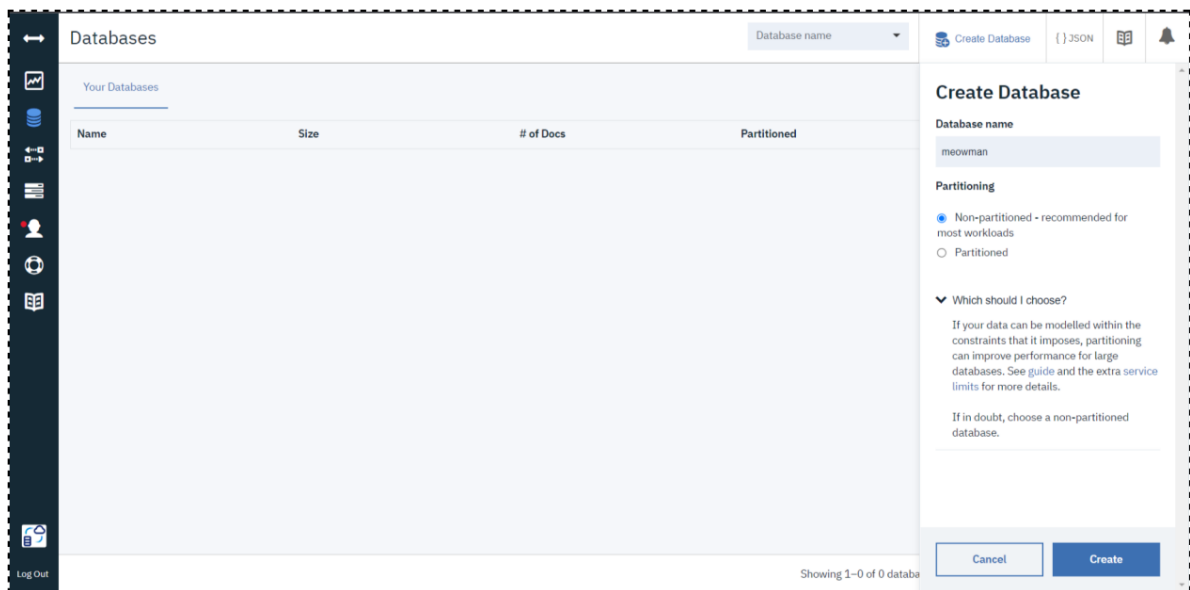 Databases
Database name
Create Database
{ } JSON
Your Databases
Name Size # of Docs Partitioned
Create Database
Database name
meowman
Partitioning
Non-partitioned - recommended for
most workloads
Partitioned
Which should I choose?
If your data can be modelled within the
constraints that it imposes, partitioning
can improve performance for large
databases. See guide and the extra service
limits for more details.
If in doubt, choose a non-partitioned
database.
Cancel
Create
Log Out
Showing 1–0 of 0 databa